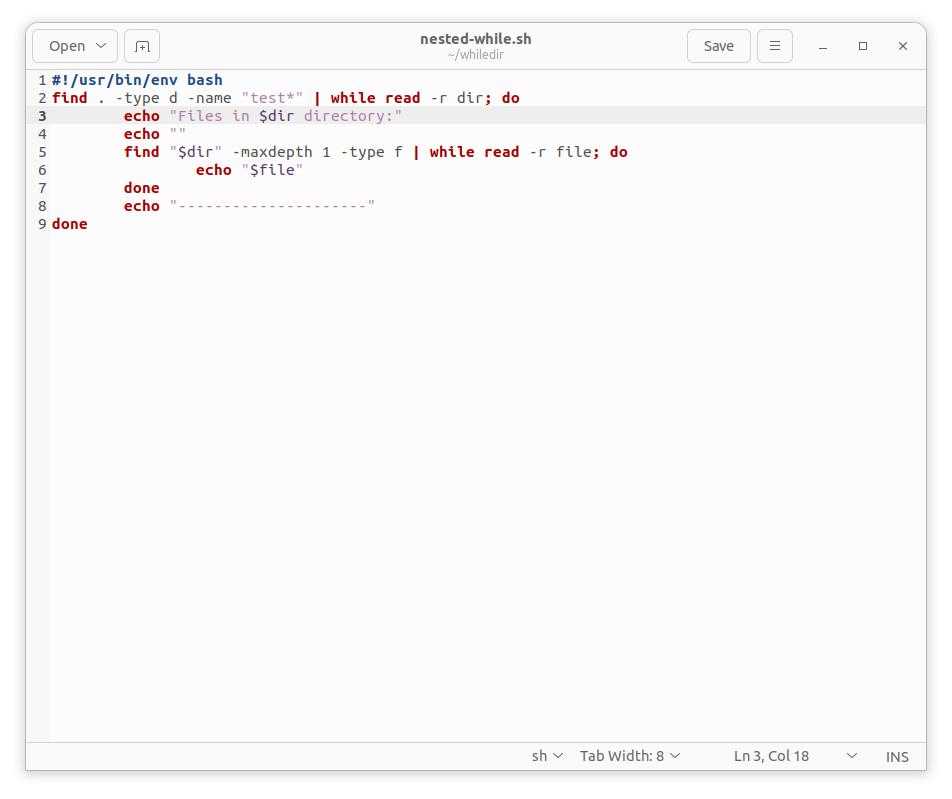 Open
nested-while.sh
~/whiledir
Save
1 #!/usr/bin/env bash
2 find . -type d -name "test*" | while read -r dir; do
3         echo "Files in $dir directory:"
4         echo ""
5         find "$dir" -maxdepth 1 -type f | while read -r file; do
6                 echo "$file"
7         done
8         echo "---------------------"
9 done
sh Tab Width: 8 Ln 3, Col 18 INS